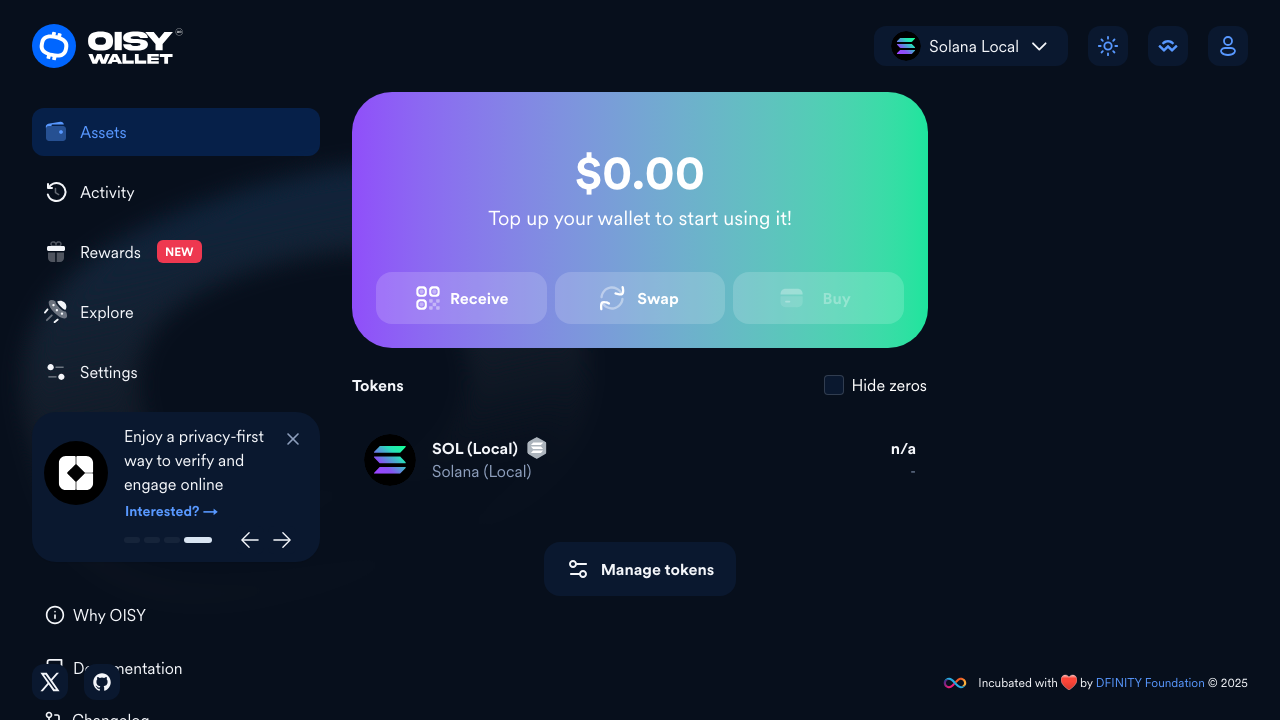 OISY
WALLET
Solana Local
Assets
Activity
Rewards NEW
Explore
Settings
Enjoy a privacy-first
way to verify and
engage online
Interested? →
Why OISY
Documentation
Changelog
$0.00
Top up your wallet to start using it!
Receive
Swap
Buy
Tokens
Hide zeros
SOL (Local)
Solana (Local)
n/a
-
Manage tokens
Incubated with ❤️ by DFINITY Foundation © 2025